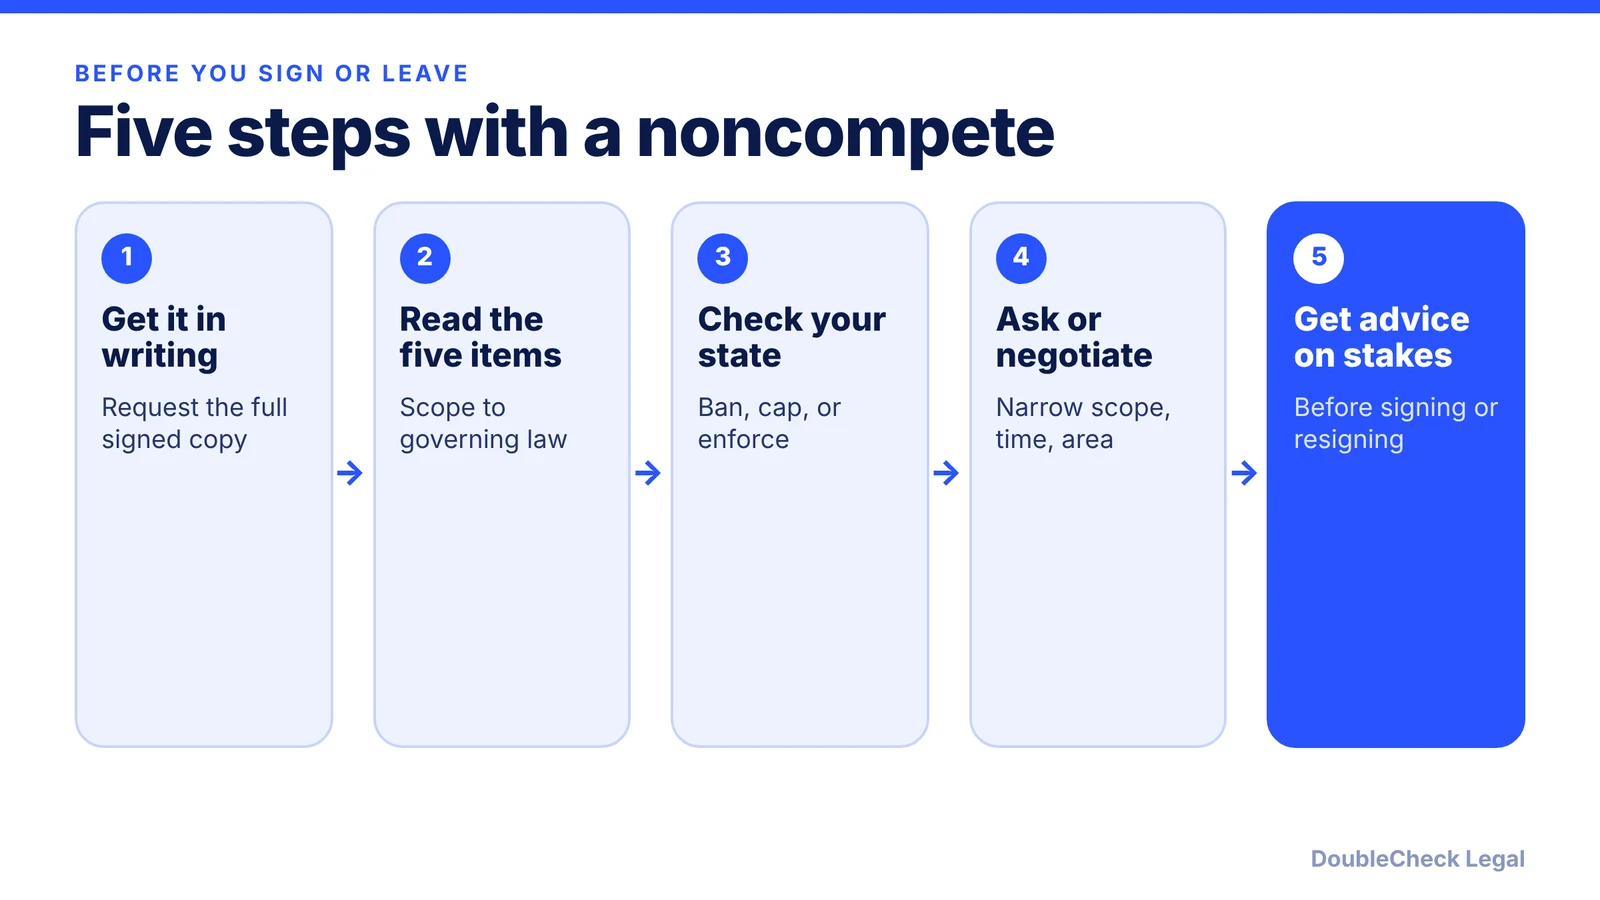 BEFORE YOU SIGN OR LEAVE
Five steps with a noncompete
1
Get it in
writing
Request the full
signed copy
→
2
Read the
five items
Scope to
governing law
→
3
Check your
state
Ban, cap, or
enforce
→
4
Ask or
negotiate
Narrow scope,
time, area
→
5
Get advice
on stakes
Before signing or
resigning
DoubleCheck Legal